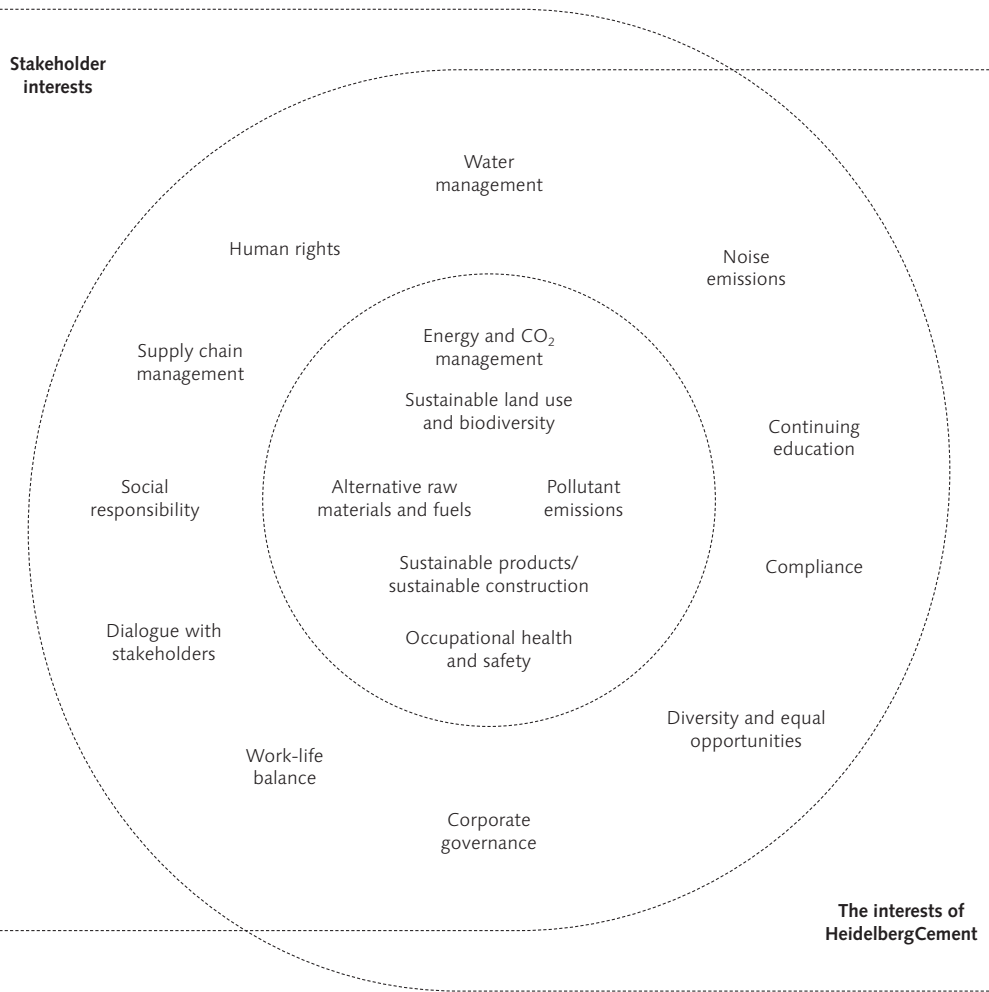 Stakeholder
interests
Water
management
Human rights
Noise
emissions
Energy and CO₂
management
Supply chain
management
Sustainable land use
and biodiversity
Continuing
education
Social
responsibility
Alternative raw
materials and fuels
Pollutant
emissions
Sustainable products/
sustainable construction
Compliance
Dialogue with
stakeholders
Occupational health
and safety
Diversity and equal
opportunities
Work-life
balance
Corporate
governance
The interests of
HeidelbergCement